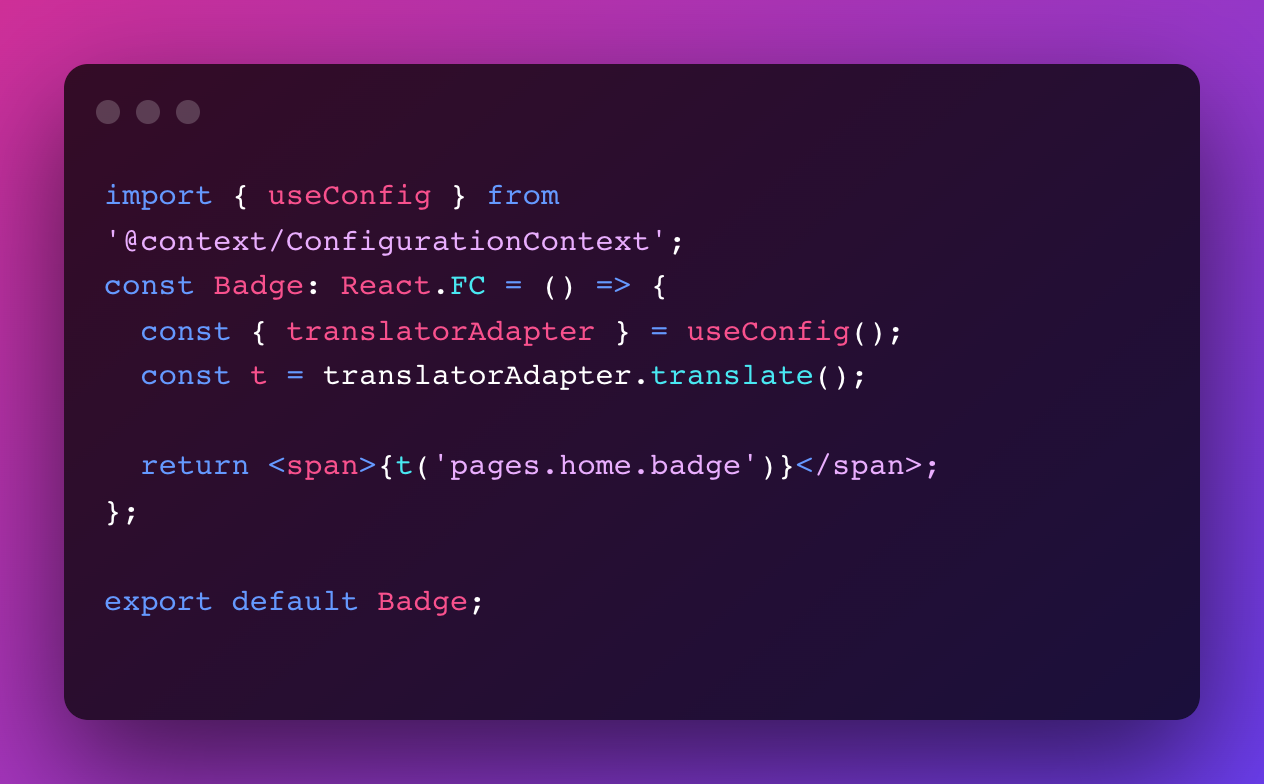 import { useConfig } from
'@context/ConfigurationContext';
const Badge: React.FC = () => {
  const { translatorAdapter } = useConfig();
  const t = translatorAdapter.translate();

  return <span>{t('pages.home.badge')}</span>;
};

export default Badge;